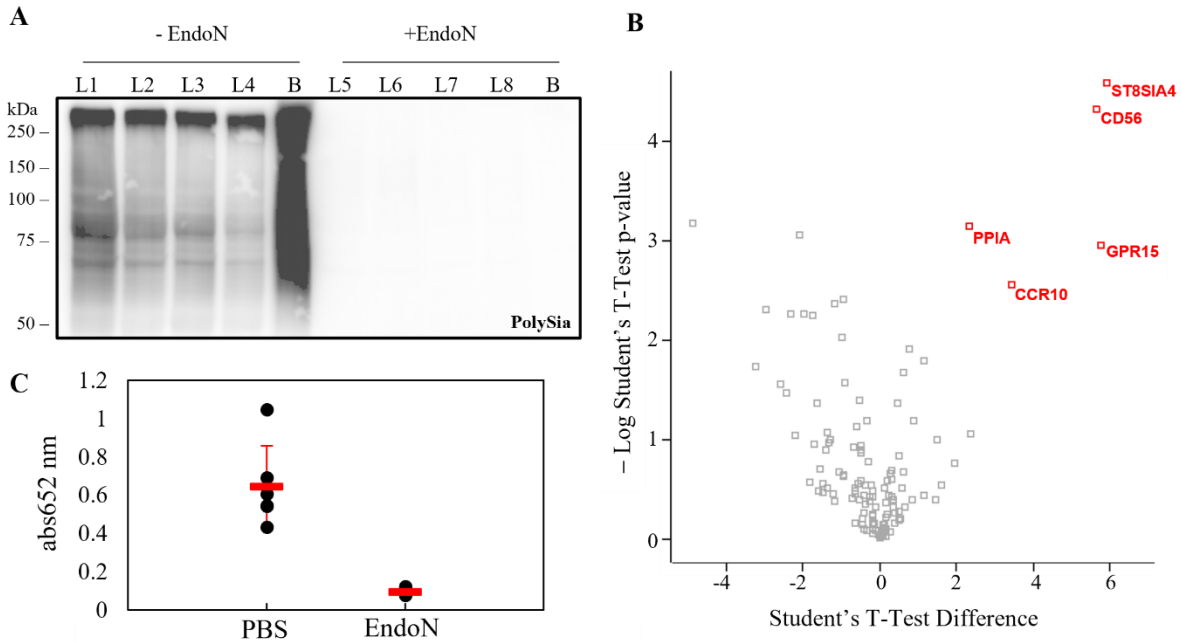 A
- EndoN +EndoN
L1 L2 L3 L4 B L5 L6 L7 L8 B
kDa
250 –
150 –
100 –
75 –
50 –
PolySia
B
– Log Student's T-Test p-value
4
3
2
1
0
ST8SIA4
CD56
PPIA
GPR15
CCR10
-4 -2 0 2 4 6
Student's T-Test Difference
C
abs652 nm
1.2
1
0.8
0.6
0.4
0.2
0
PBS EndoN